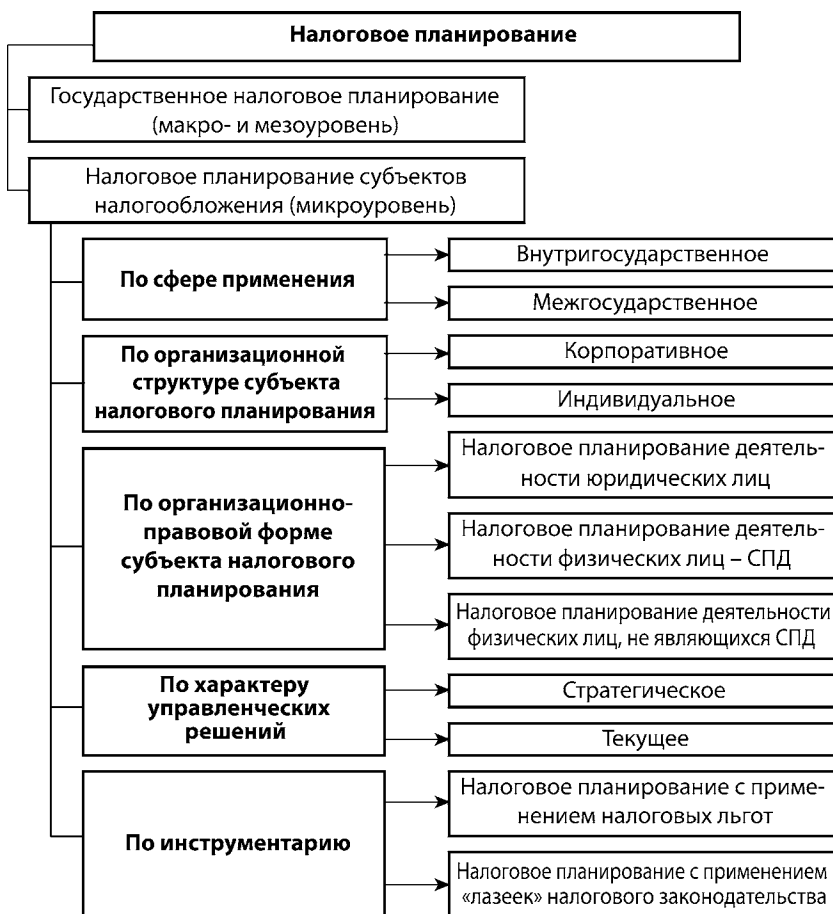 Налоговое планирование
Государственное налоговое планирование
(макро- и мезоуровень)
Налоговое планирование субъектов
налогообложения (микроуровень)
По сфере применения
Внутригосударственное
Межгосударственное
По организационной
структуре субъекта
налогового планирования
Корпоративное
Индивидуальное
По организационно-
правовой форме
субъекта налогового
планирования
Налоговое планирование деятель-
ности юридических лиц
Налоговое планирование деятель-
ности физических лиц – СПД
Налоговое планирование деятельности
физических лиц, не являющихся СПД
По характеру
управленческих
решений
Стратегическое
Текущее
По инструментарию
Налоговое планирование с приме-
нением налоговых льгот
Налоговое планирование с применением
«лазеек» налогового законодательства